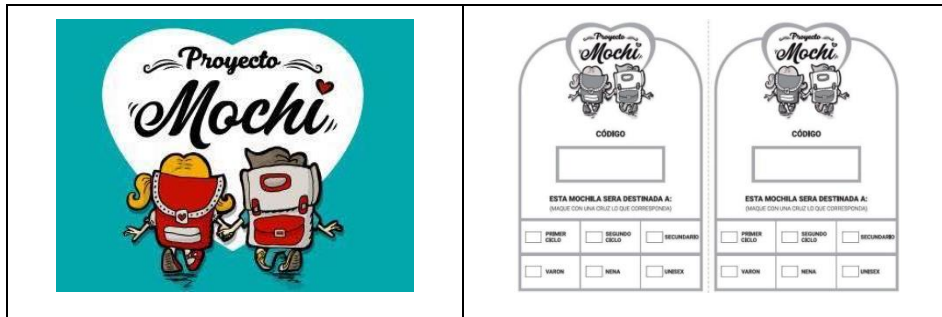 Proyecto
Mochi
Proyecto
Mochi
CÓDIGO
ESTA MOCHILA SERA DESTINADA A:
(MAQUE CON UNA CRUZ LO QUE CORRESPONDA)
PRIMER CICLO
SEGUNDO CICLO
SECUNDARIO
VARON
NENA
UNISEX
Proyecto
Mochi
CÓDIGO
ESTA MOCHILA SERA DESTINADA A:
(MAQUE CON UNA CRUZ LO QUE CORRESPONDA)
PRIMER CICLO
SEGUNDO CICLO
SECUNDARIO
VARON
NENA
UNISEX